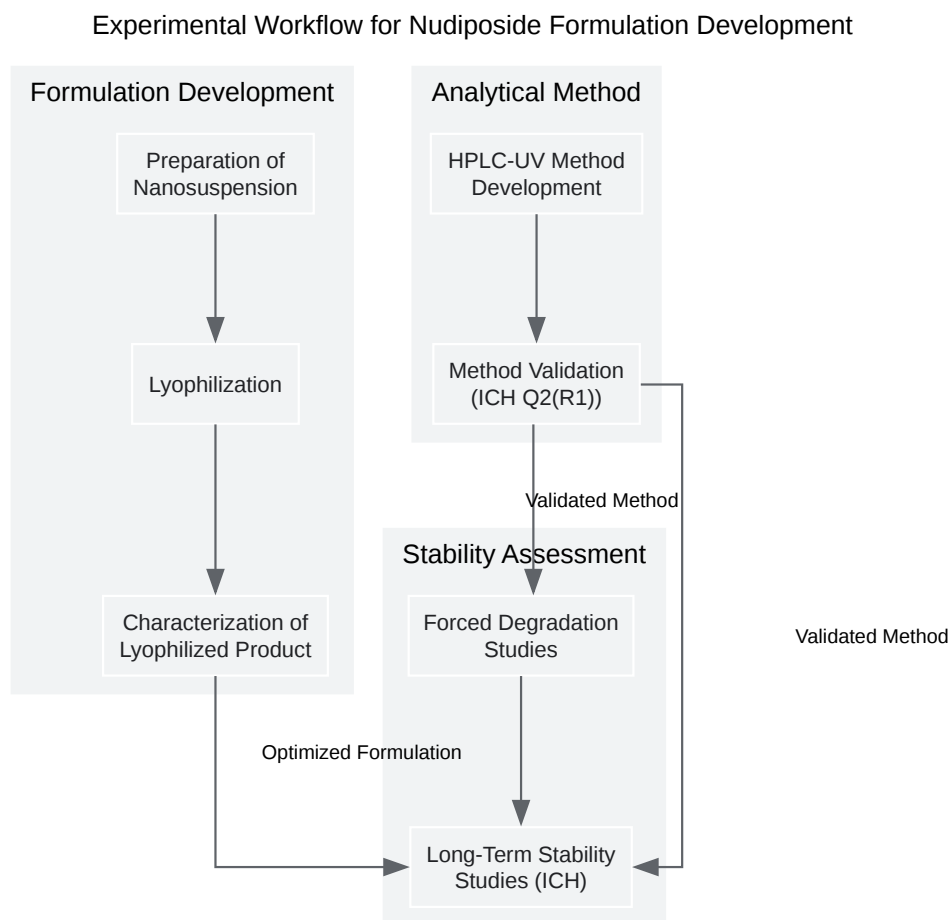 Experimental Workflow for Nudiposide Formulation Development
Formulation Development
Preparation of
Nanosuspension
Lyophilization
Characterization of
Lyophilized Product
Optimized Formulation
Analytical Method
HPLC-UV Method
Development
Method Validation
(ICH Q2(R1))
Validated Method
Validated Method
Stability Assessment
Forced Degradation
Studies
Long-Term Stability
Studies (ICH)